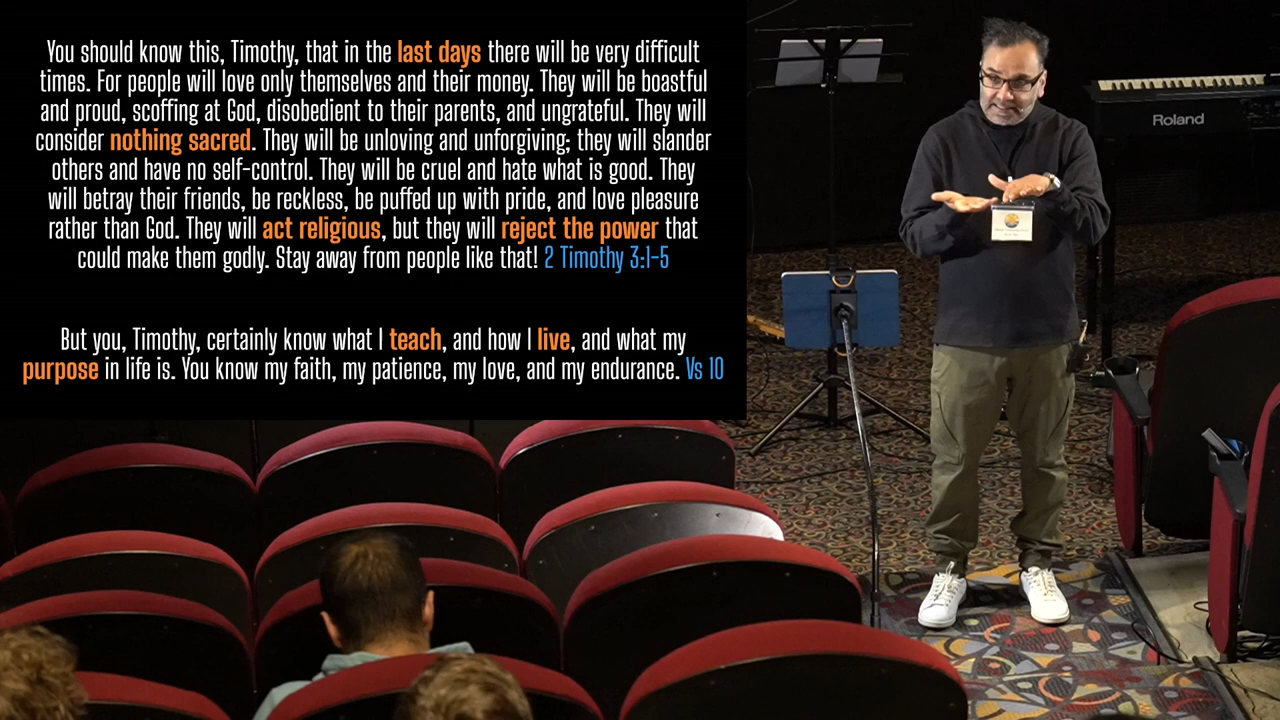 You should know this, Timothy, that in the last days there will be very difficult
times. For people will love only themselves and their money. They will be boastful
and proud, scoffing at God, disobedient to their parents, and ungrateful. They will
consider nothing sacred. They will be unloving and unforgiving; they will slander
others and have no self-control. They will be cruel and hate what is good. They
will betray their friends, be reckless, be puffed up with pride, and love pleasure
rather than God. They will act religious, but they will reject the power that
could make them godly. Stay away from people like that! 2 Timothy 3:1-5
But you, Timothy, certainly know what I teach, and how I live, and what my
purpose in life is. You know my faith, my patience, my love, and my endurance. Vs 10
Roland